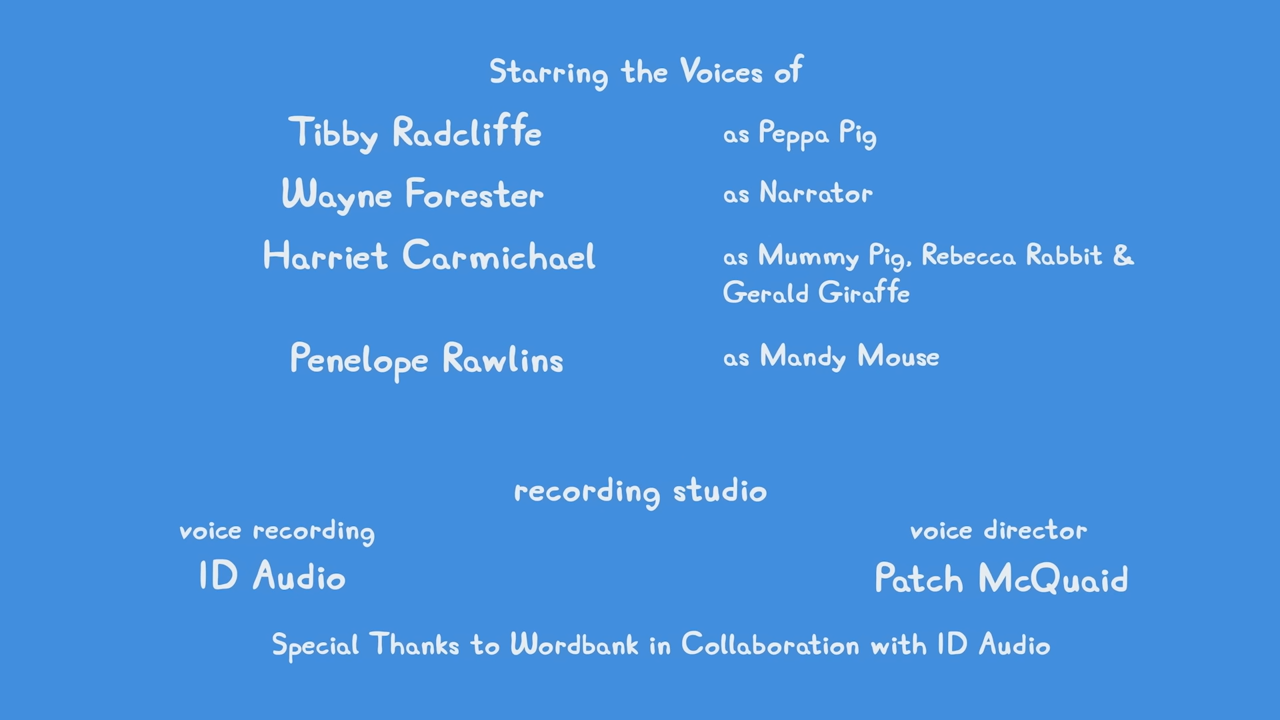 Starring the Voices of
Tibby Radcliffe as Peppa Pig
Wayne Forester as Narrator
Harriet Carmichael as Mummy Pig, Rebecca Rabbit &
Gerald Giraffe
Penelope Rawlins as Mandy Mouse
recording studio
voice recording voice director
ID Audio Patch McQuaid
Special Thanks to Wordbank in Collaboration with ID Audio